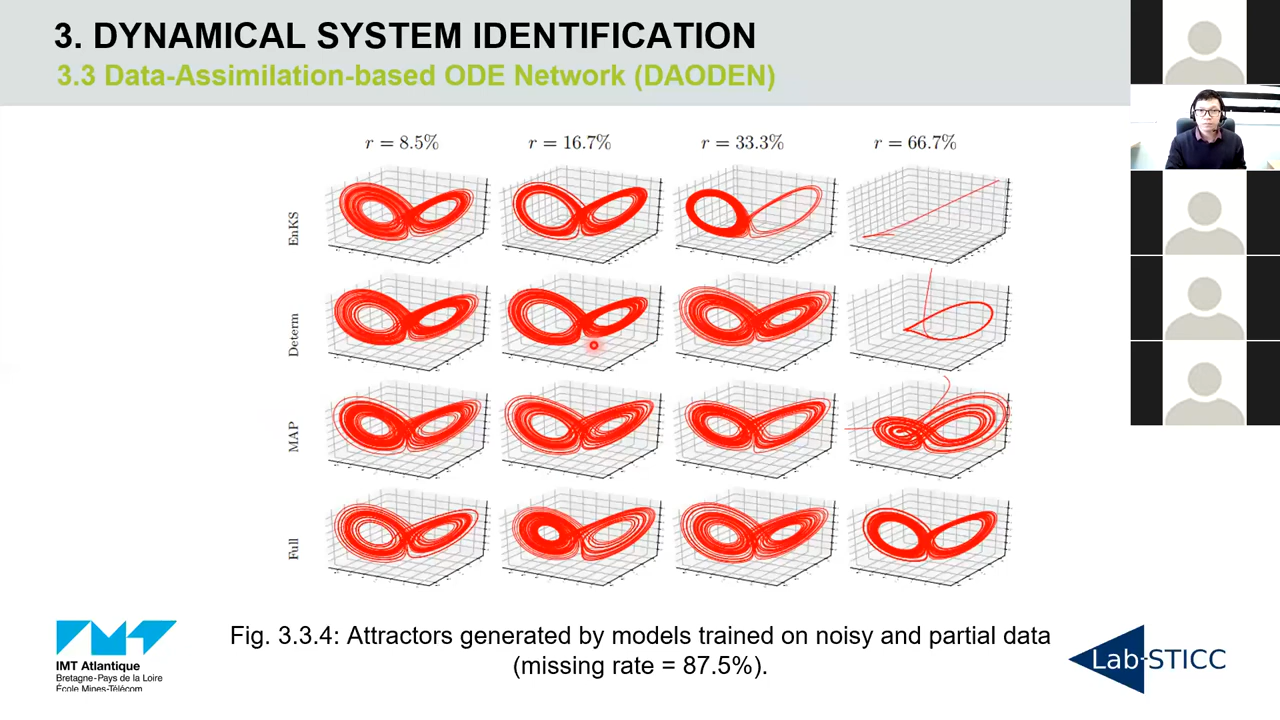 3. DYNAMICAL SYSTEM IDENTIFICATION
3.3 Data-Assimilation-based ODE Network (DAODEN)
r = 8.5%
r = 16.7%
r = 33.3%
r = 66.7%
EnKS
Determ
MAP
Full
Fig. 3.3.4: Attractors generated by models trained on noisy and partial data
(missing rate = 87.5%).
IMT Atlantique
Bretagne-Pays de la Loire
École Mines-Télécom
Lab-STICC